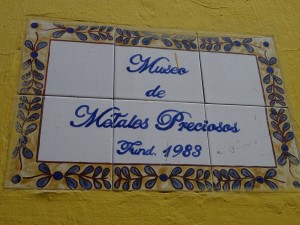 Museo
de
Metales Preciosos
Fund. 1983